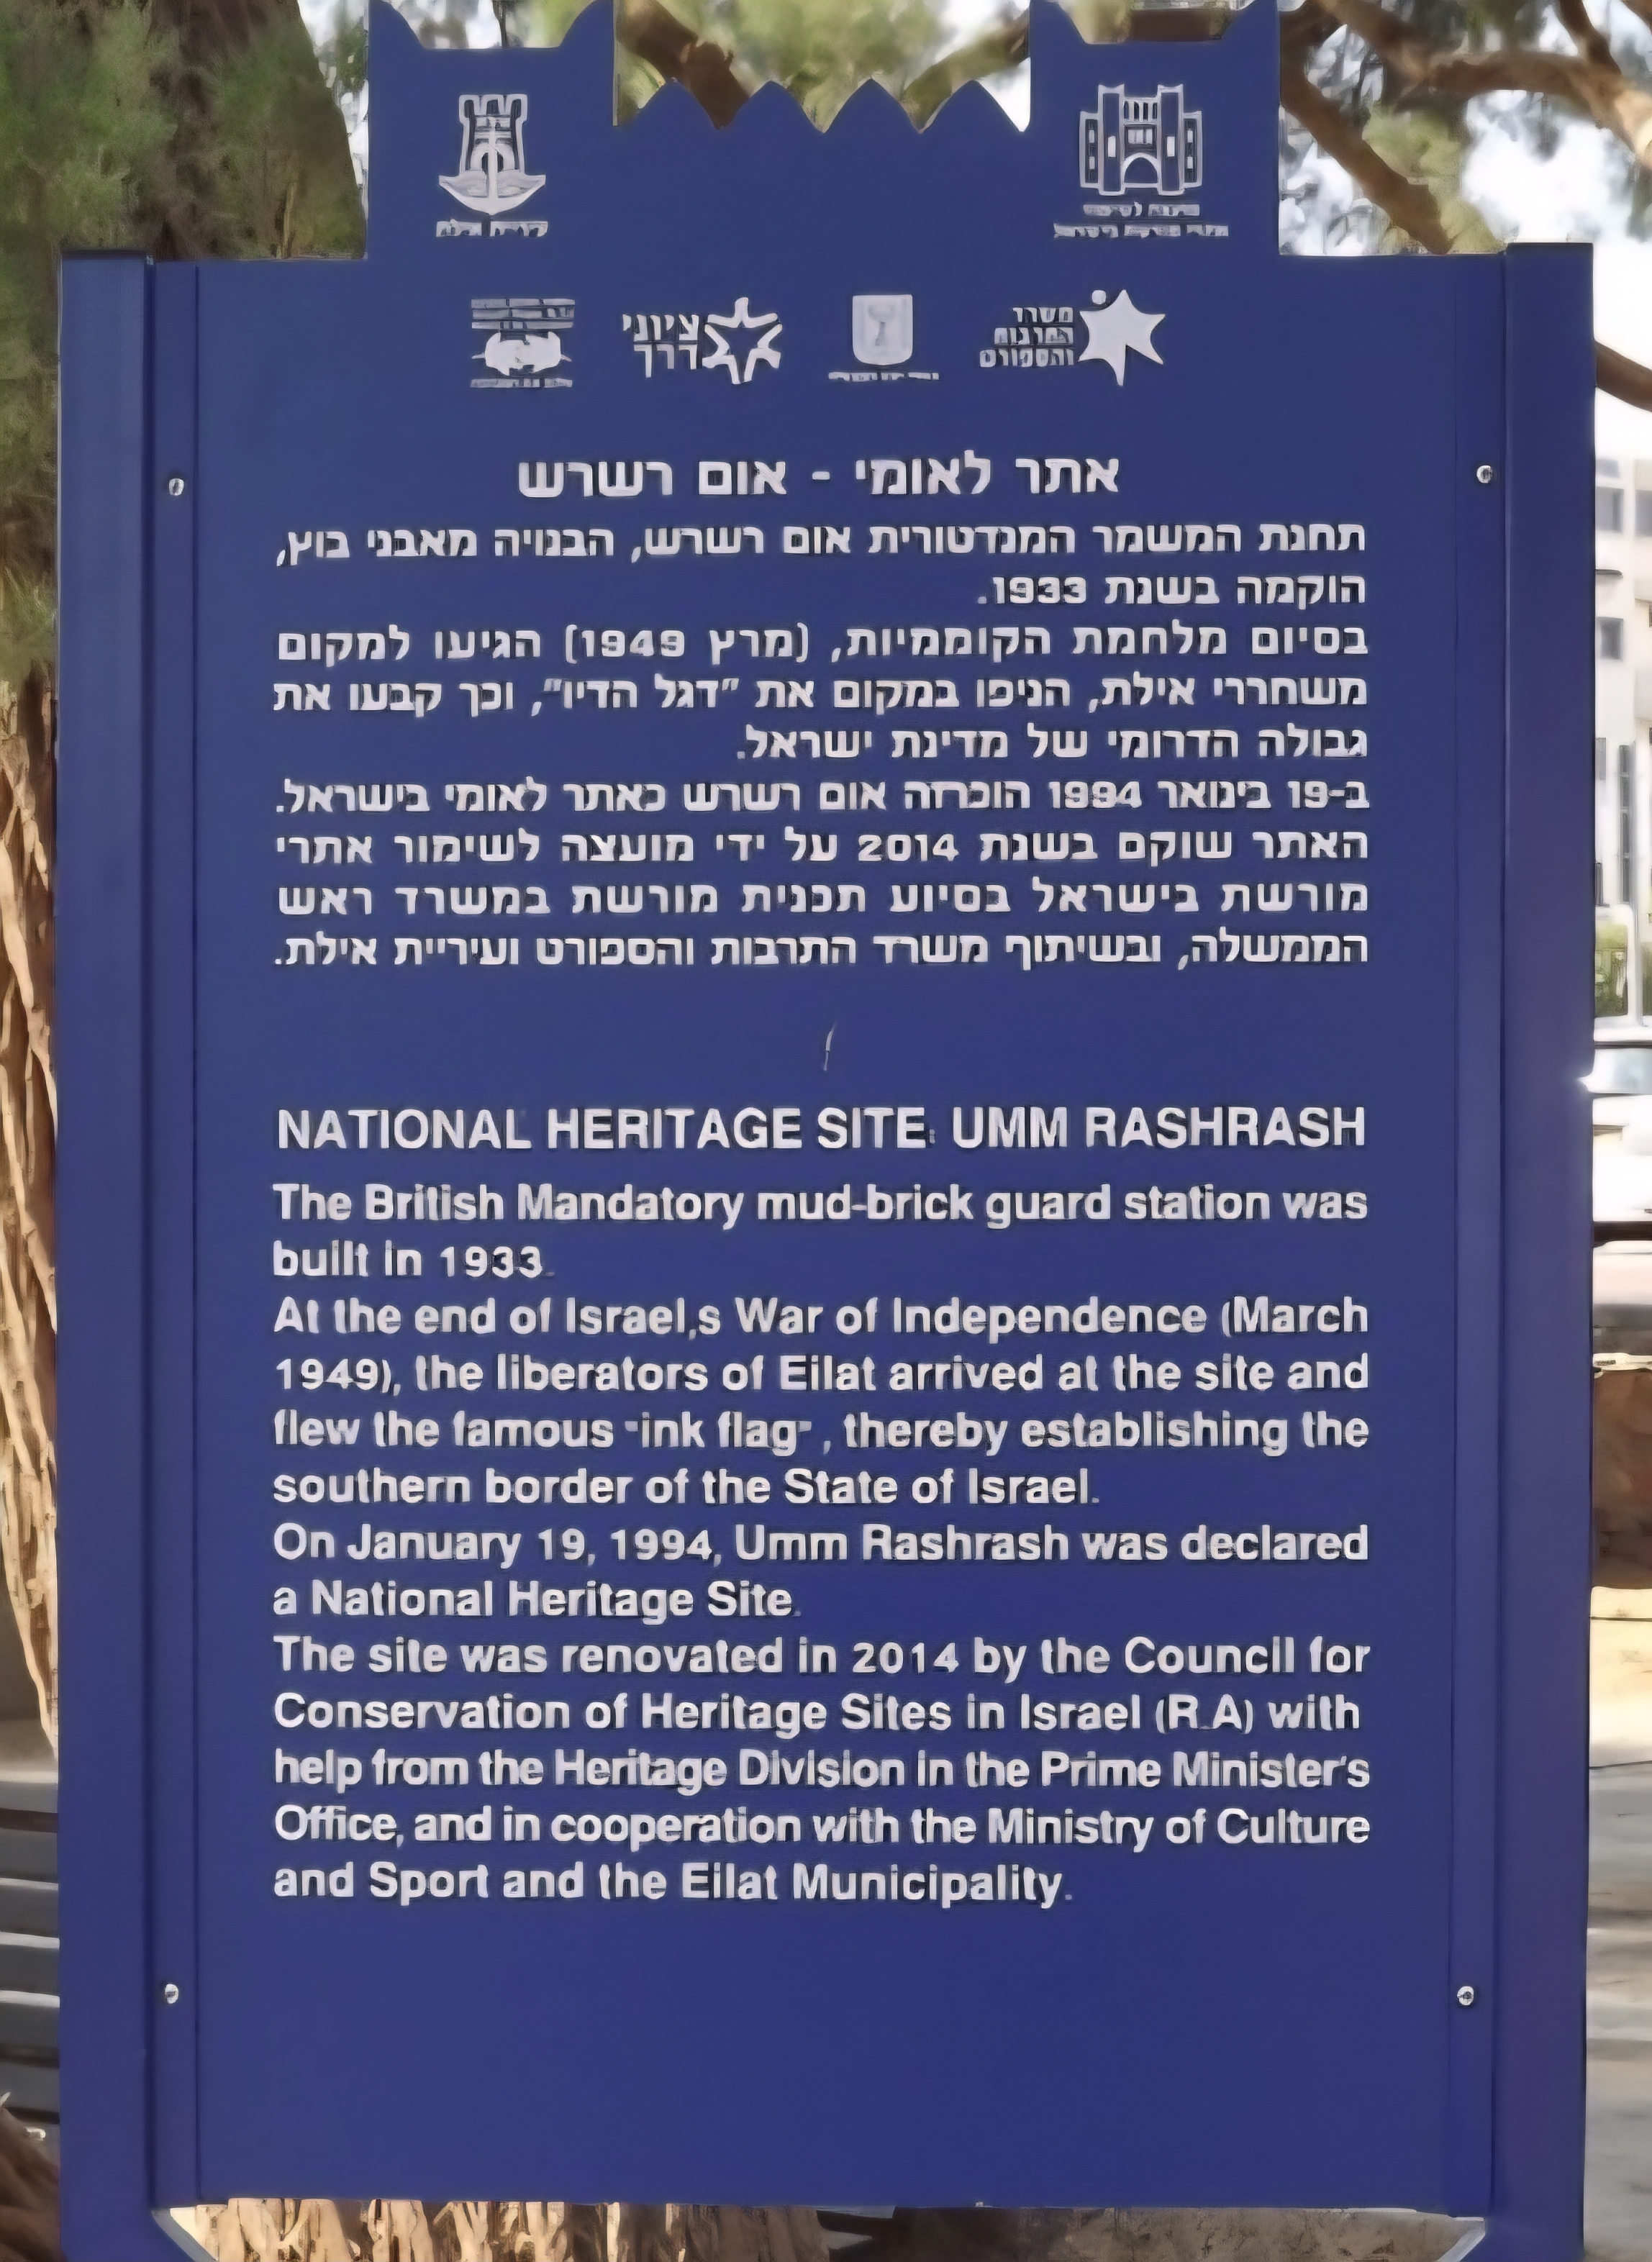 ציוני
דרך
משרד
התרבות
והספורט
אתר לאומי - אום רשרש
תחנת המשמר המנדטורית אום רשרש, הבנויה מאבני בוץ,
הוקמה בשנת 1933.
בסיום מלחמת הקוממיות, (מרץ 1949) הגיעו למקום
משחררי אילת, הניפו במקום את "דגל הדיו", וכך קבעו את
גבולה הדרומי של מדינת ישראל.
ב-19 בינואר 1994 הוכרזה אום רשרש כאתר לאומי בישראל.
האתר שוקם בשנת 2014 על ידי מועצה לשימור אתרי
מורשת בישראל בסיוע תכנית מורשת במשרד ראש
הממשלה, ובשיתוף משרד התרבות והספורט ועיריית אילת.
NATIONAL HERITAGE SITE: UMM RASHRASH
The British Mandatory mud-brick guard station was
built in 1933.
At the end of Israel,s War of Independence (March
1949), the liberators of Eilat arrived at the site and
flew the famous "ink flag" , thereby establishing the
southern border of the State of Israel.
On January 19, 1994, Umm Rashrash was declared
a National Heritage Site.
The site was renovated in 2014 by the Council for
Conservation of Heritage Sites in Israel (R.A) with
help from the Heritage Division in the Prime Minister's
Office, and in cooperation with the Ministry of Culture
and Sport and the Eilat Municipality.